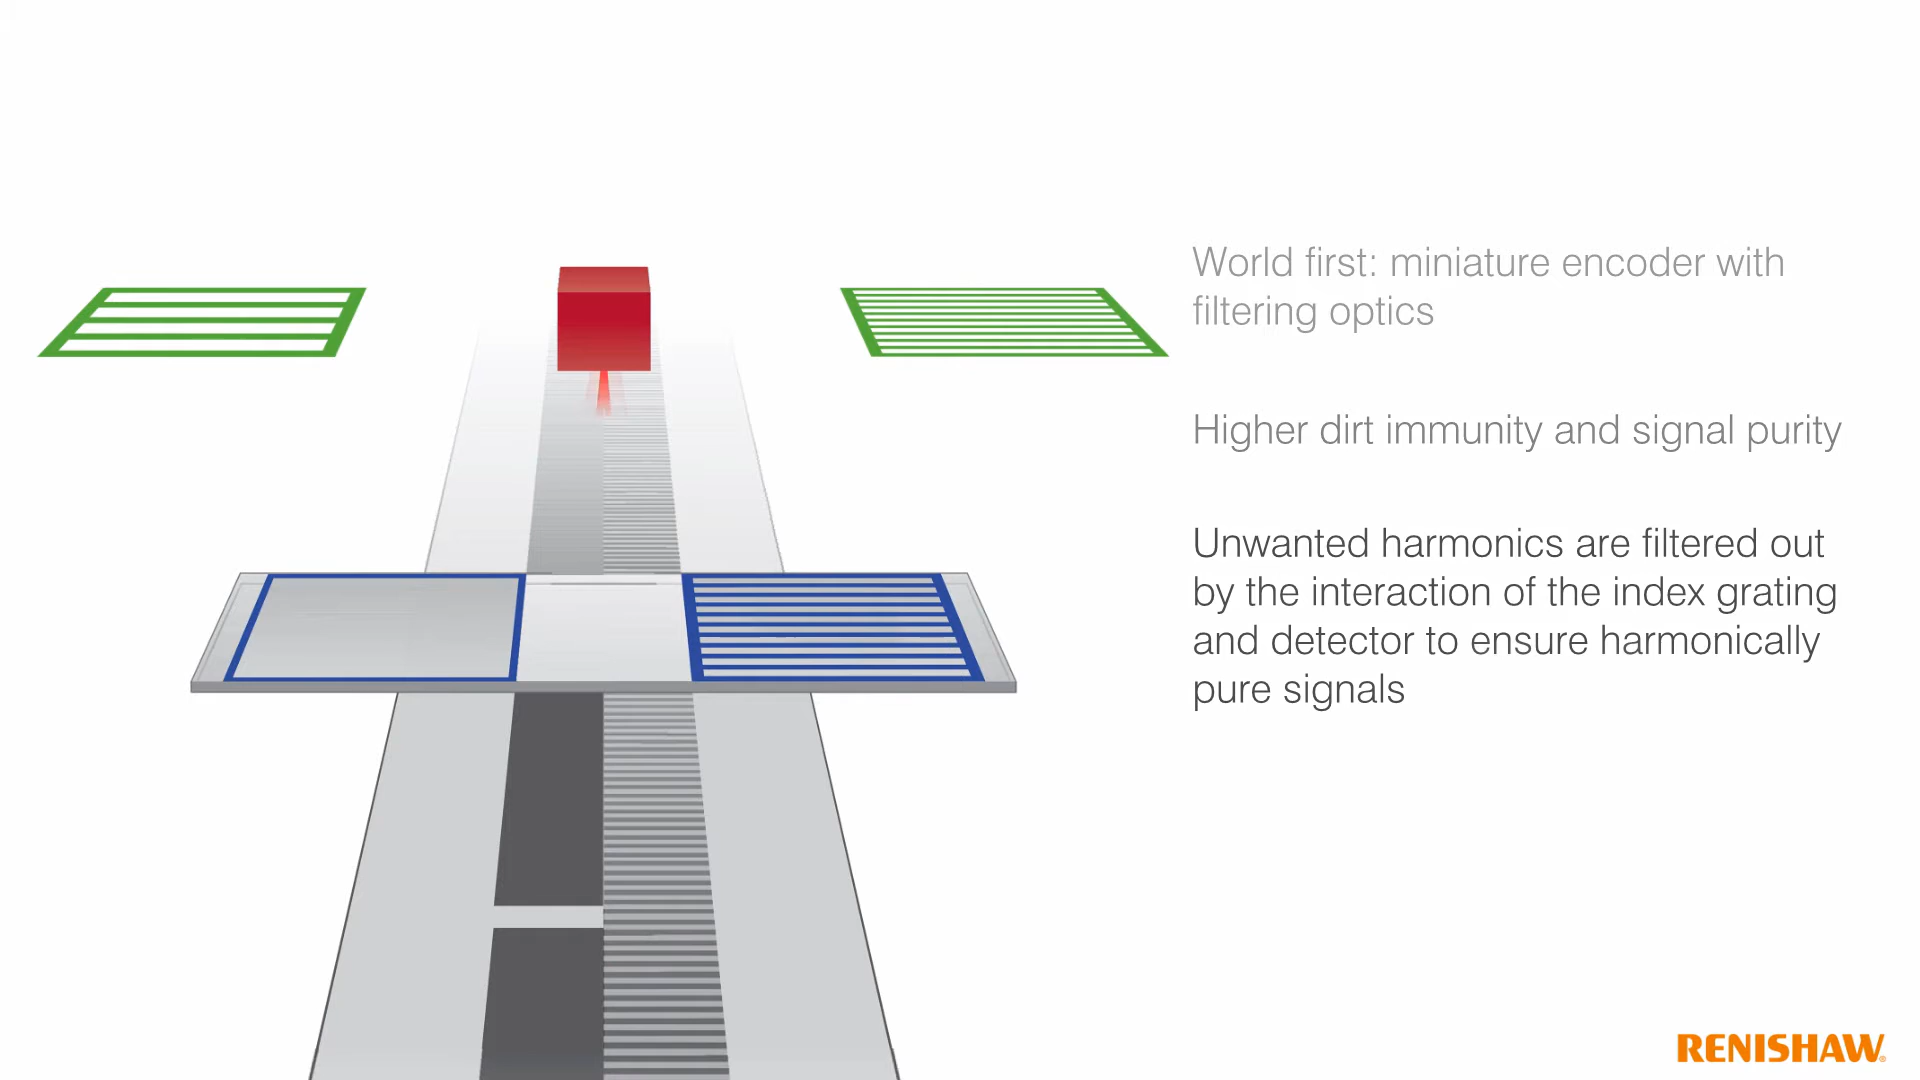 World first: miniature encoder with
filtering optics
Higher dirt immunity and signal purity
Unwanted harmonics are filtered out
by the interaction of the index grating
and detector to ensure harmonically
pure signals
RENISHAW